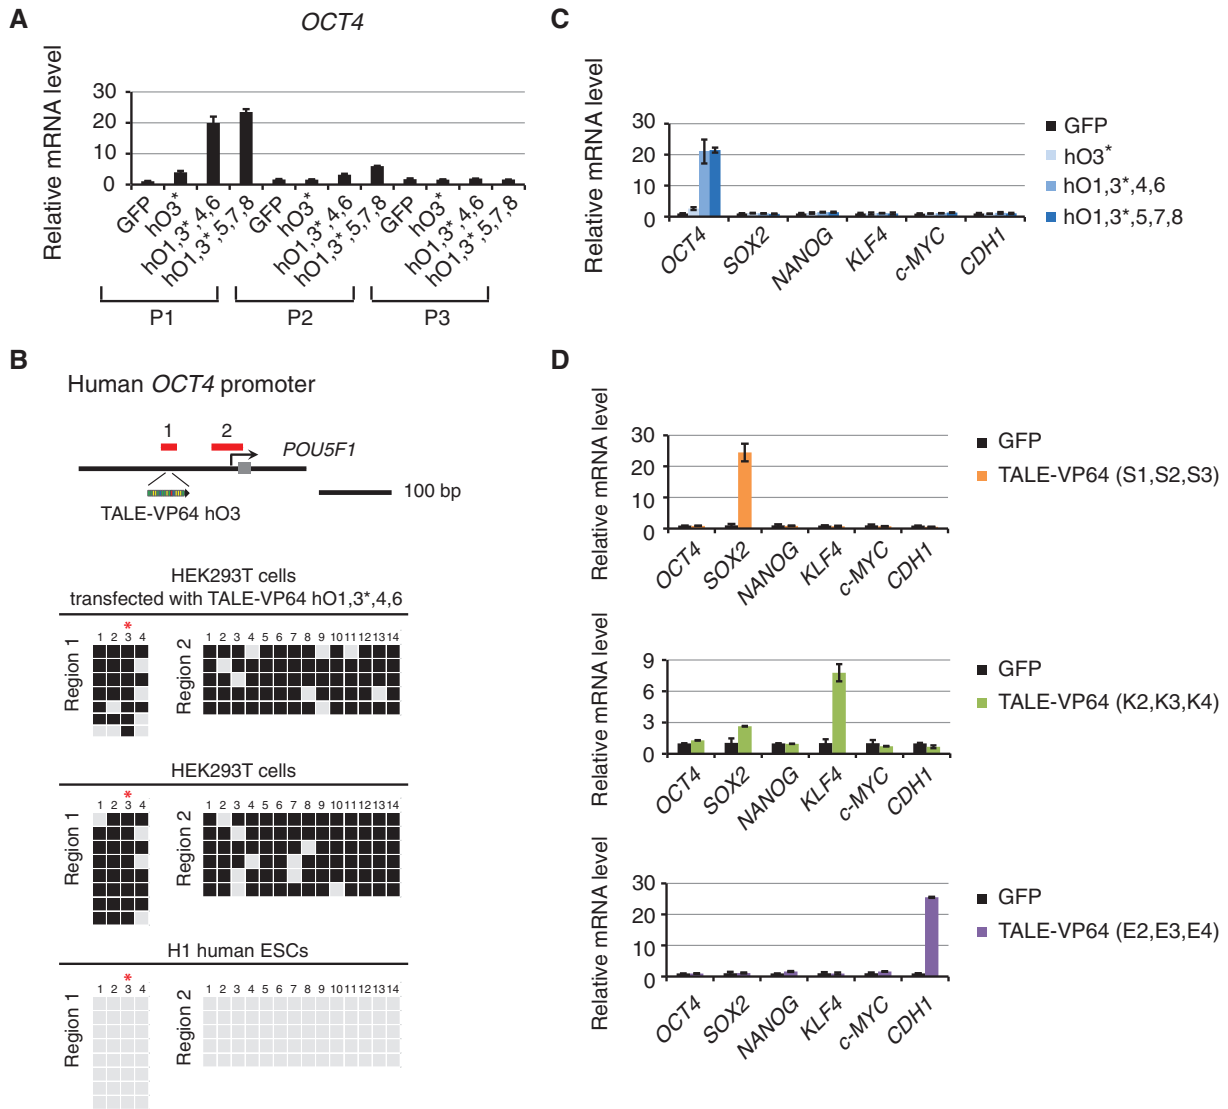 A
OCT4
Relative mRNA level
30
20
10
0
GFP
hO3*
hO1,3*,4,6
hO1,3*,5,7,8
GFP
hO3*
hO1,3*,4,6
hO1,3*,5,7,8
GFP
hO3*
hO1,3*,4,6
hO1,3*,5,7,8
P1
P2
P3
B
Human OCT4 promoter
1
2
POU5F1
100 bp
TALE-VP64 hO3
HEK293T cells
transfected with TALE-VP64 hO1,3*,4,6
*
Region 1
1 2 3 4
Region 2
1 2 3 4 5 6 7 8 9 10 11 12 13 14
HEK293T cells
*
Region 1
1 2 3 4
Region 2
1 2 3 4 5 6 7 8 9 10 11 12 13 14
H1 human ESCs
*
Region 1
1 2 3 4
Region 2
1 2 3 4 5 6 7 8 9 10 11 12 13 14
C
Relative mRNA level
30
20
10
0
OCT4
SOX2
NANOG
KLF4
c-MYC
CDH1
GFP
hO3*
hO1,3*,4,6
hO1,3*,5,7,8
D
Relative mRNA level
30
20
10
0
OCT4
SOX2
NANOG
KLF4
c-MYC
CDH1
GFP
TALE-VP64 (S1,S2,S3)
Relative mRNA level
9
6
3
0
OCT4
SOX2
NANOG
KLF4
c-MYC
CDH1
GFP
TALE-VP64 (K2,K3,K4)
Relative mRNA level
30
20
10
0
OCT4
SOX2
NANOG
KLF4
c-MYC
CDH1
GFP
TALE-VP64 (E2,E3,E4)